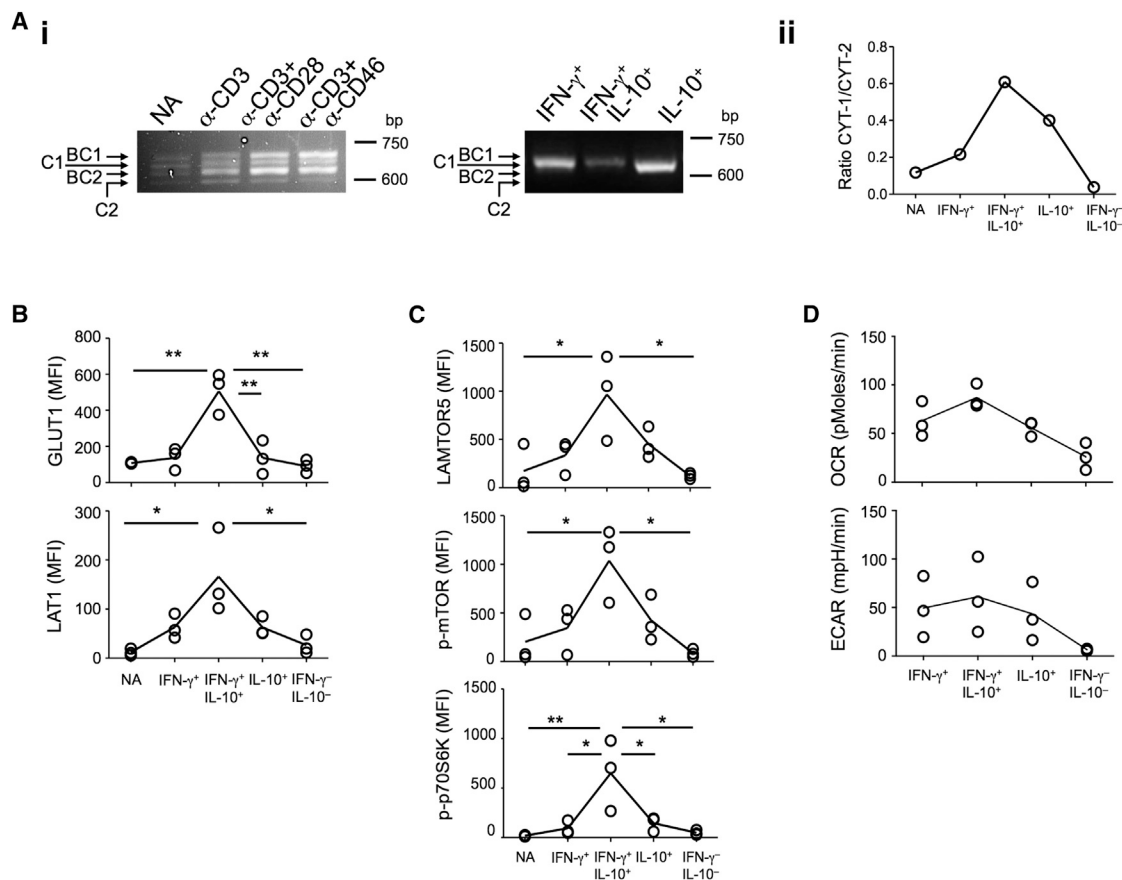 A
i
NA
α-CD3
α-CD3+
α-CD28
α-CD3+
α-CD46
bp
750
600
C1
BC1
BC2
C2
IFN-γ⁺
IFN-γ⁺
IL-10⁺
IL-10⁺
bp
750
600
C1
BC1
BC2
C2
ii
Ratio CYT-1/CYT-2
0.8
0.6
0.4
0.2
0.0
NA
IFN-γ⁺
IFN-γ⁺
IL-10⁺
IL-10⁺
IFN-γ⁻
IL-10⁻
B
GLUT1 (MFI)
800
600
400
200
0
**
**
**
LAT1 (MFI)
300
200
100
0
*
*
NA
IFN-γ⁺
IFN-γ⁺
IL-10⁺
IL-10⁺
IFN-γ⁻
IL-10⁻
C
LAMTOR5 (MFI)
1500
1000
500
0
*
*
p-mTOR (MFI)
1500
1000
500
0
*
*
p-p70S6K (MFI)
1500
1000
500
0
**
*
*
*
NA
IFN-γ⁺
IFN-γ⁺
IL-10⁺
IL-10⁺
IFN-γ⁻
IL-10⁻
D
OCR (pMoles/min)
150
100
50
0
ECAR (mpH/min)
150
100
50
0
IFN-γ⁺
IFN-γ⁺
IL-10⁺
IL-10⁺
IFN-γ⁻
IL-10⁻